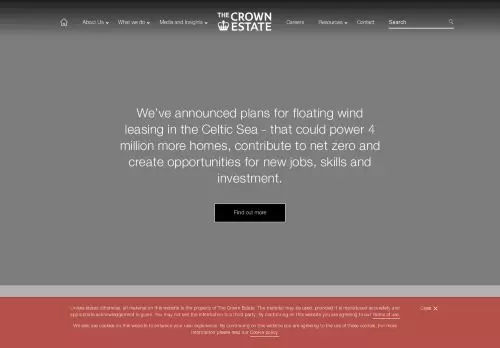 About Us What we do Media and Insights THE CROWN ESTATE Careers Resources Contact Search
We've announced plans for floating wind
leasing in the Celtic Sea - that could power 4
million more homes, contribute to net zero and
create opportunities for new jobs, skills and
investment.
Find out more
Unless stated otherwise, all material on this website is the property of The Crown Estate. The material may be used, provided it is reproduced accurately and
appropriate acknowledgement is given. You may not sell the information to a third party. By continuing on this website you are agreeing to our Terms of use.
Close
We also use cookies on this website to enhance your user experience. By continuing on this website you are agreeing to the use of these cookies. For more
information please read our Cookie policy.